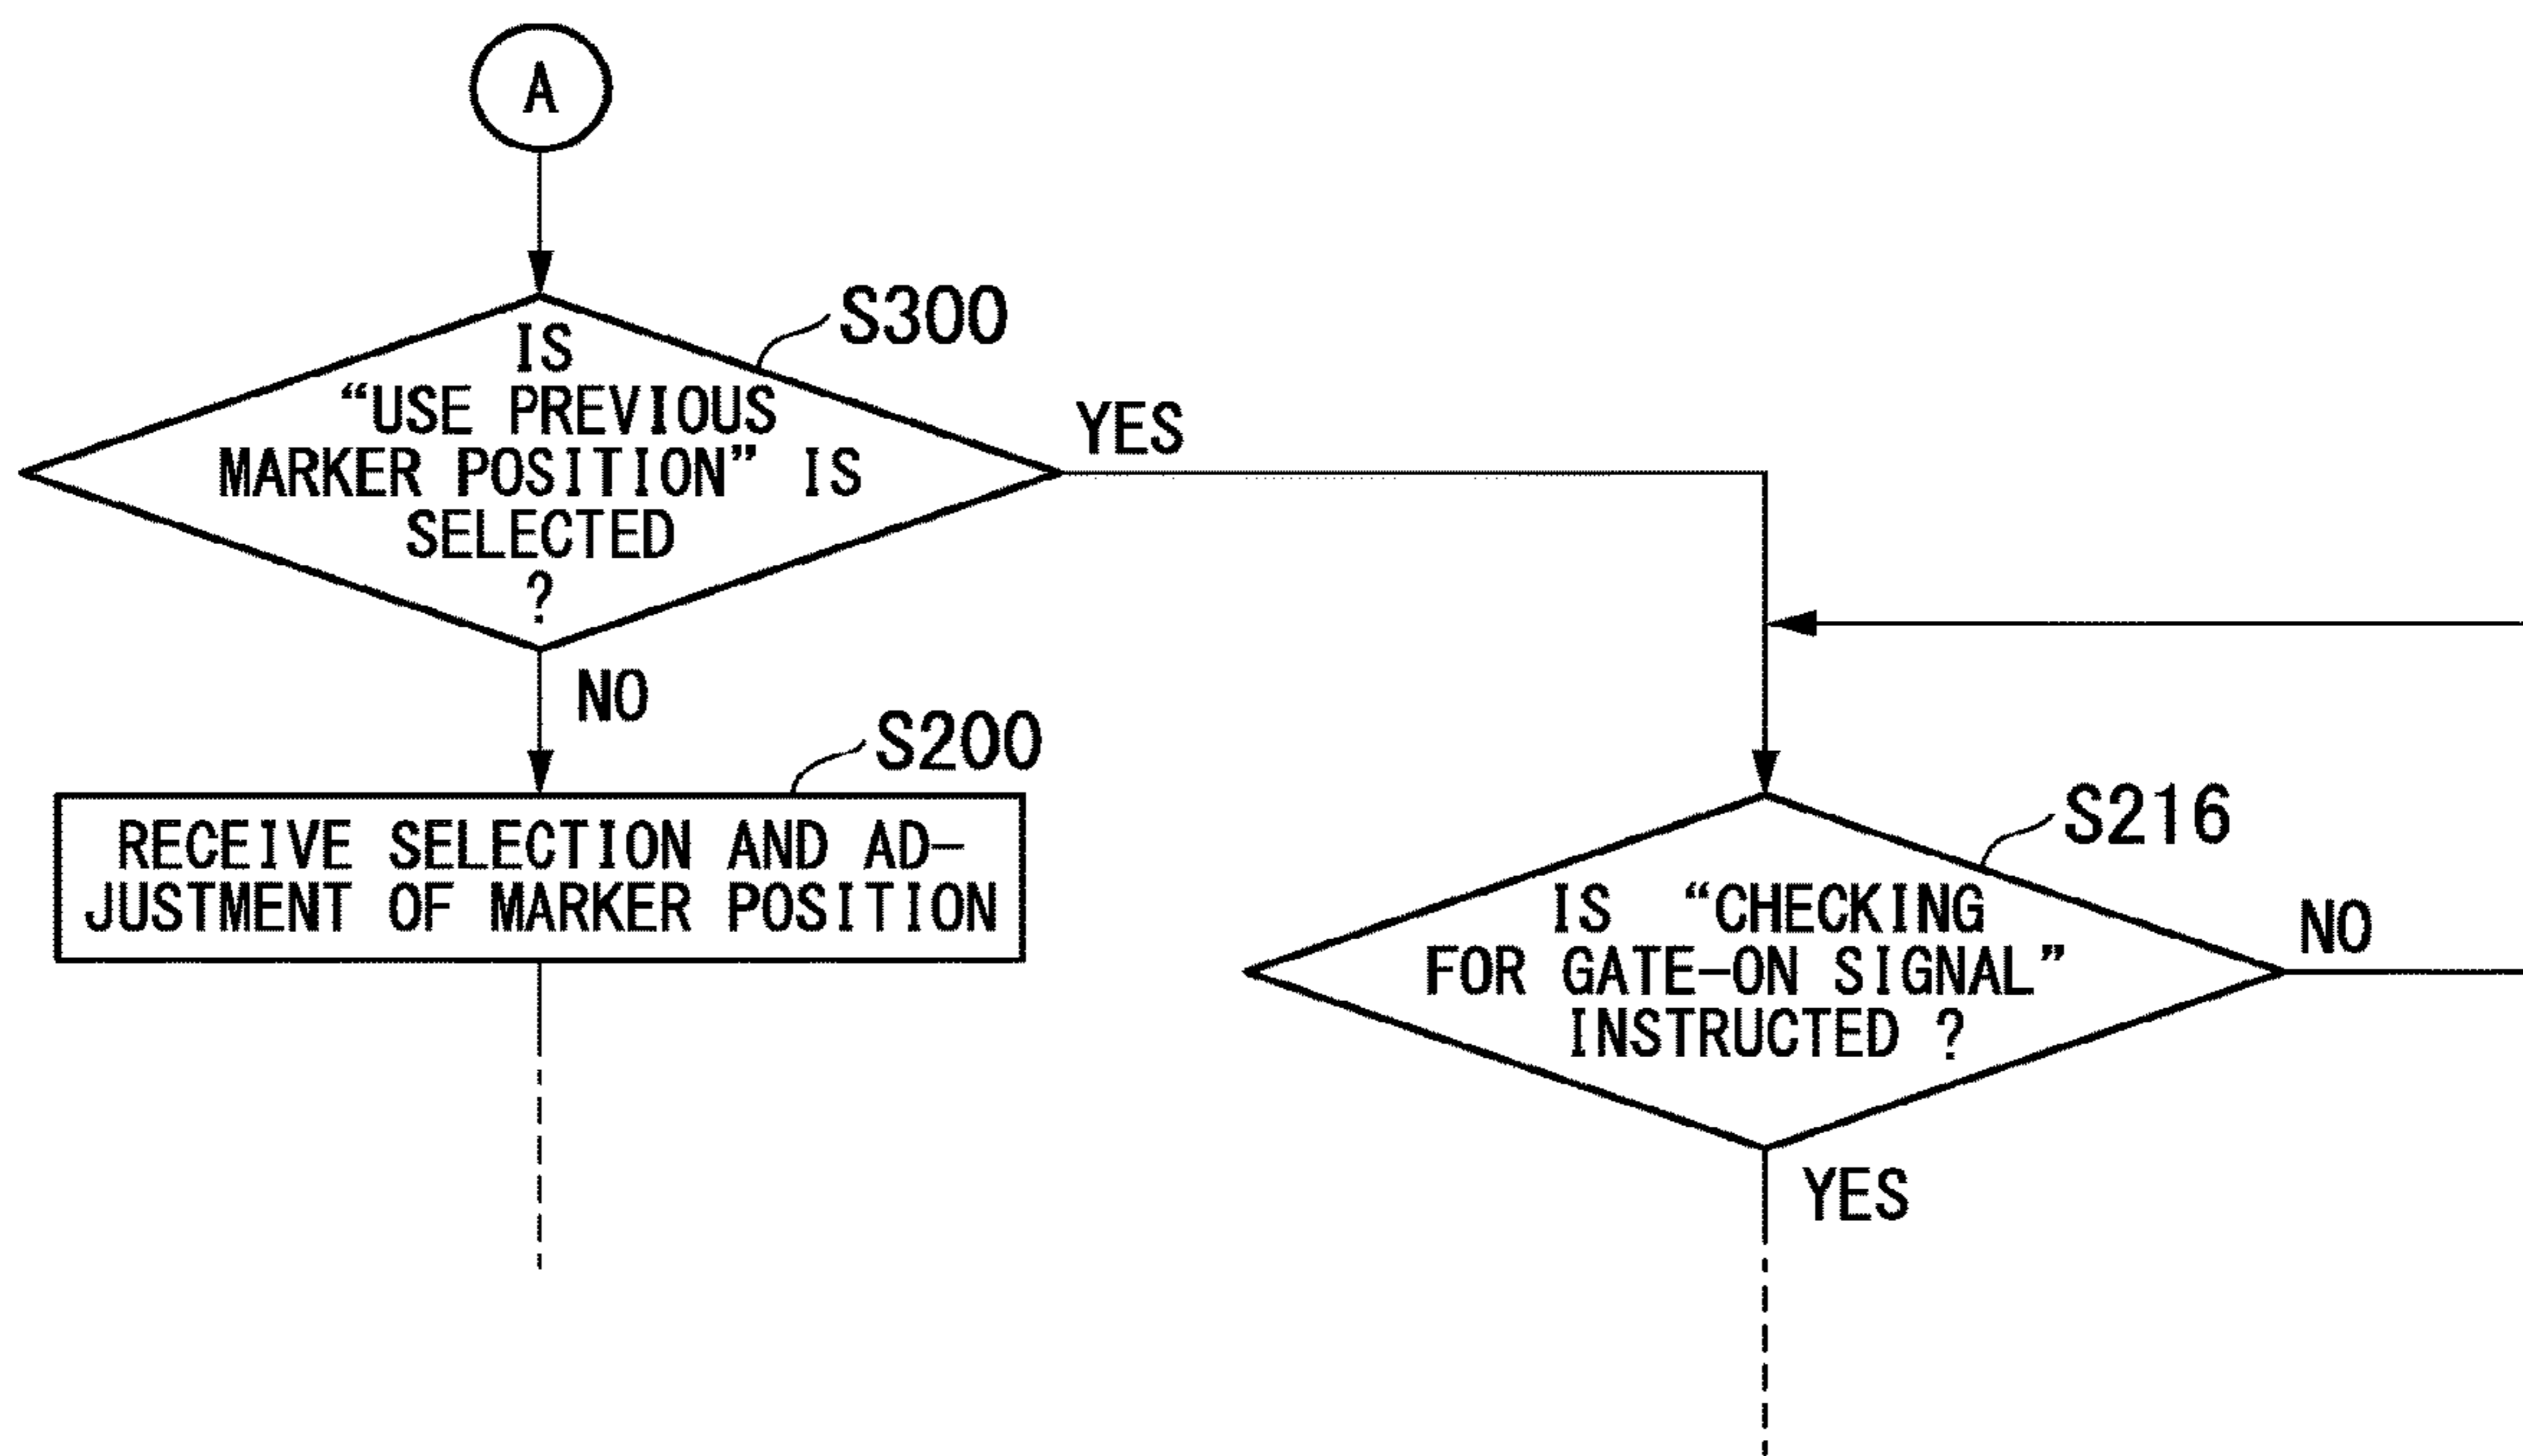 A
S300
IS
“USE PREVIOUS
MARKER POSITION” IS
SELECTED
?
YES
NO
S200
RECEIVE SELECTION AND AD-
JUSTMENT OF MARKER POSITION
S216
IS “CHECKING
FOR GATE-ON SIGNAL”
INSTRUCTED ?
NO
YES